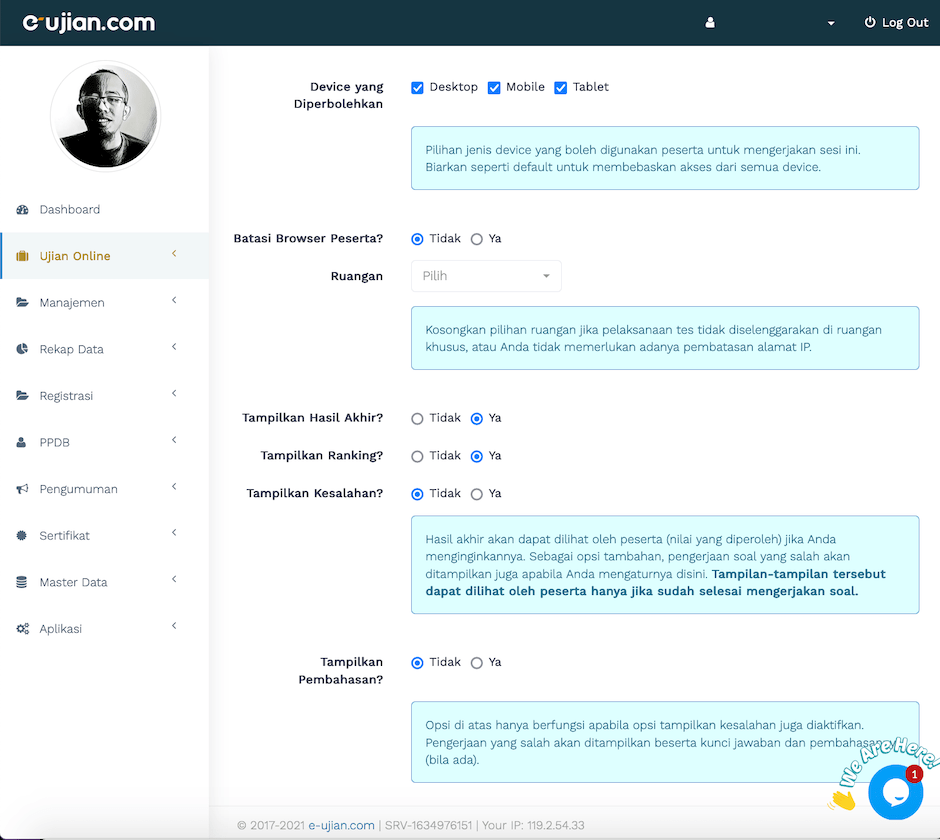 e-ujian.com
Log Out
Dashboard
Ujian Online
Manajemen
Rekap Data
Registrasi
PPDB
Pengumuman
Sertifikat
Master Data
Aplikasi
Device yang
Diperbolehkan
Desktop Mobile Tablet
Pilihan jenis device yang boleh digunakan peserta untuk mengerjakan sesi ini.
Biarkan seperti default untuk membebaskan akses dari semua device.
Batasi Browser Peserta? Tidak Ya
Ruangan Pilih
Kosongkan pilihan ruangan jika pelaksanaan tes tidak diselenggarakan di ruangan
khusus, atau Anda tidak memerlukan adanya pembatasan alamat IP.
Tampilkan Hasil Akhir? Tidak Ya
Tampilkan Ranking? Tidak Ya
Tampilkan Kesalahan? Tidak Ya
Hasil akhir akan dapat dilihat oleh peserta (nilai yang diperoleh) jika Anda
menginginkannya. Sebagai opsi tambahan, pengerjaan soal yang salah akan
ditampilkan juga apabila Anda mengaturnya disini. Tampilan-tampilan tersebut
dapat dilihat oleh peserta hanya jika sudah selesai mengerjakan soal.
Tampilkan
Pembahasan?
Tidak Ya
Opsi di atas hanya berfungsi apabila opsi tampilkan kesalahan juga diaktifkan.
Pengerjaan yang salah akan ditampilkan beserta kunci jawaban dan pembahasan
(bila ada).
We Are Here!
1
© 2017-2021 e-ujian.com | SRV-1634976151 | Your IP: 119.2.54.33